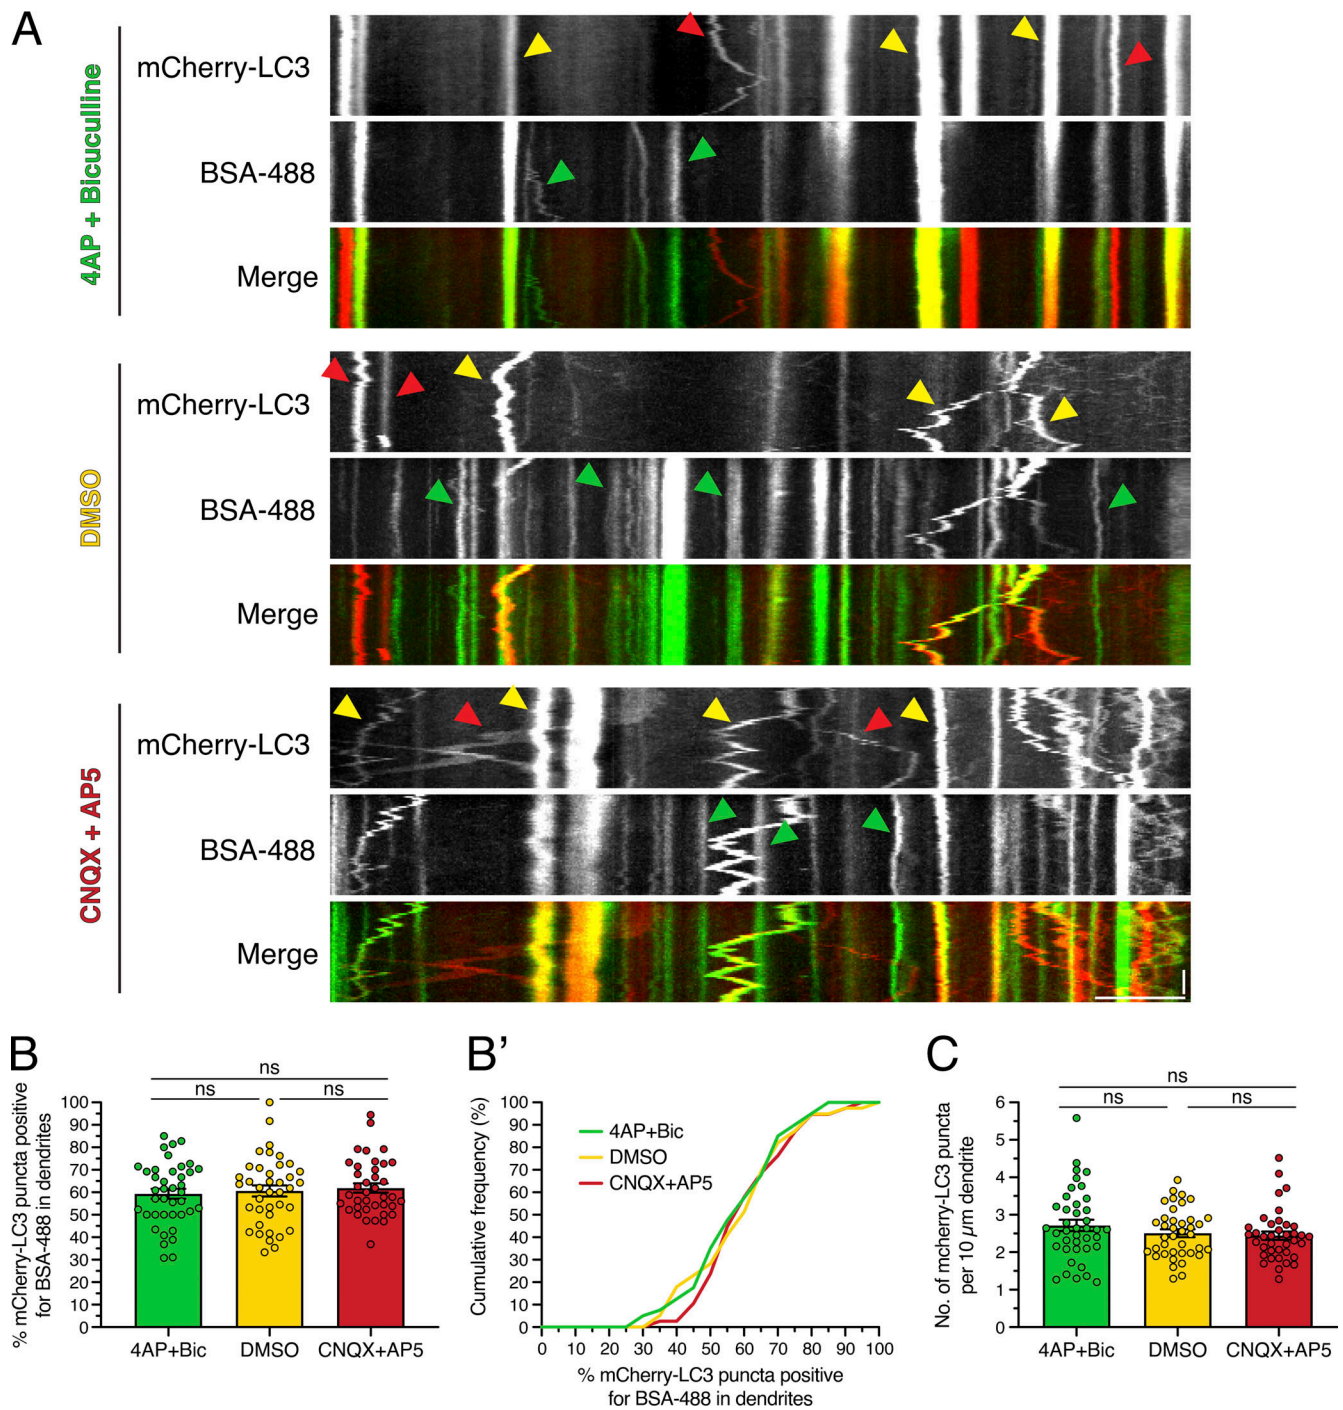 A
4AP + Bicuculline
mCherry-LC3
BSA-488
Merge
DMSO
mCherry-LC3
BSA-488
Merge
CNQX + AP5
mCherry-LC3
BSA-488
Merge
B
% mCherry-LC3 puncta positive
for BSA-488 in dendrites
ns
ns
ns
100
90
80
70
60
50
40
30
20
10
0
4AP+Bic
DMSO
CNQX+AP5
B'
Cumulative frequency (%)
100
90
80
70
60
50
40
30
20
10
0
4AP+Bic
DMSO
CNQX+AP5
0 10 20 30 40 50 60 70 80 90 100
% mCherry-LC3 puncta positive
for BSA-488 in dendrites
C
No. of mcherry-LC3 puncta
per 10 µm dendrite
ns
ns
ns
6
5
4
3
2
1
0
4AP+Bic
DMSO
CNQX+AP5